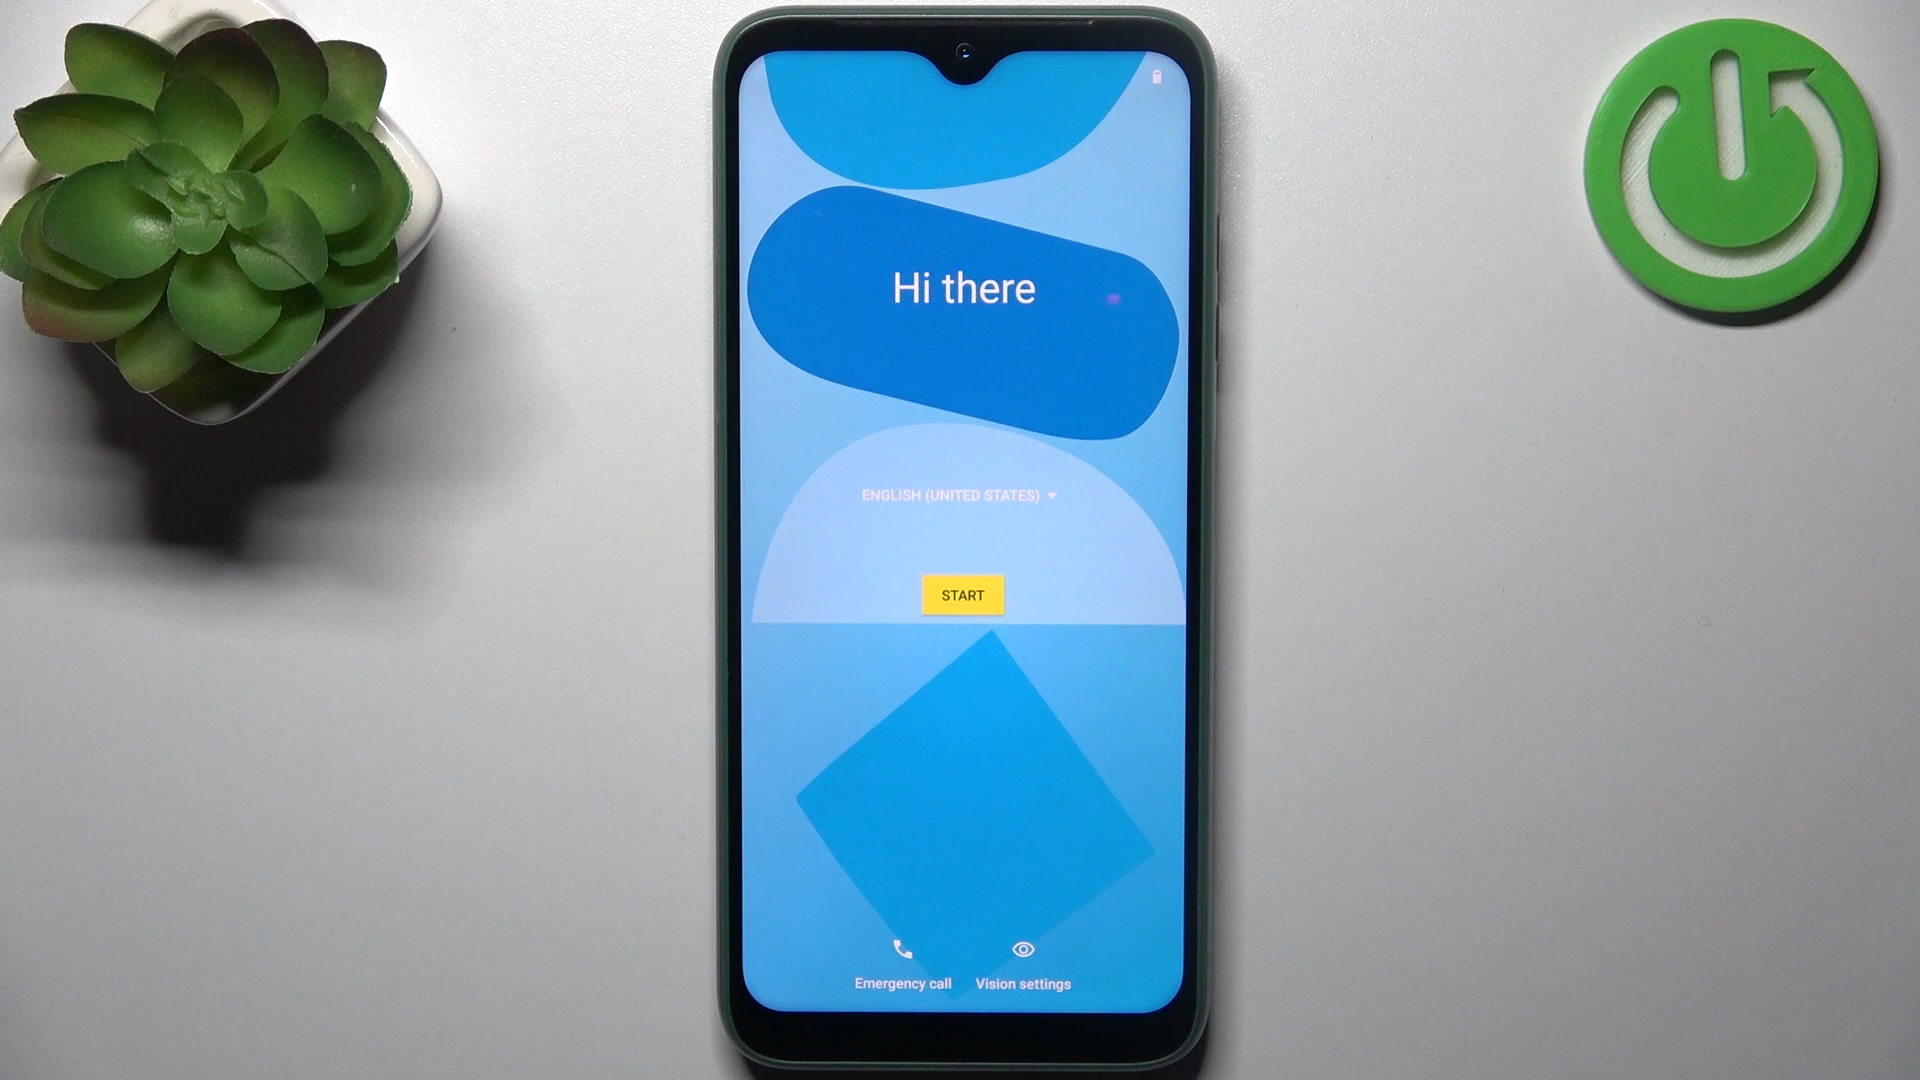 Hi there
ENGLISH (UNITED STATES)
START
Emergency call
Vision settings